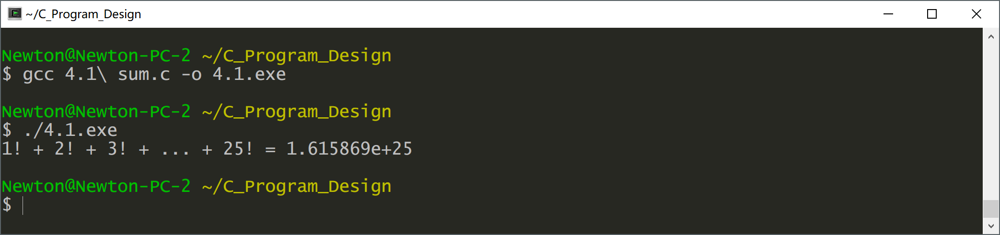 ~/C_Program_Design
Newton@Newton-PC-2 ~/C_Program_Design
$ gcc 4.1\ sum.c -o 4.1.exe
Newton@Newton-PC-2 ~/C_Program_Design
$ ./4.1.exe
1! + 2! + 3! + ... + 25! = 1.615869e+25
Newton@Newton-PC-2 ~/C_Program_Design
$